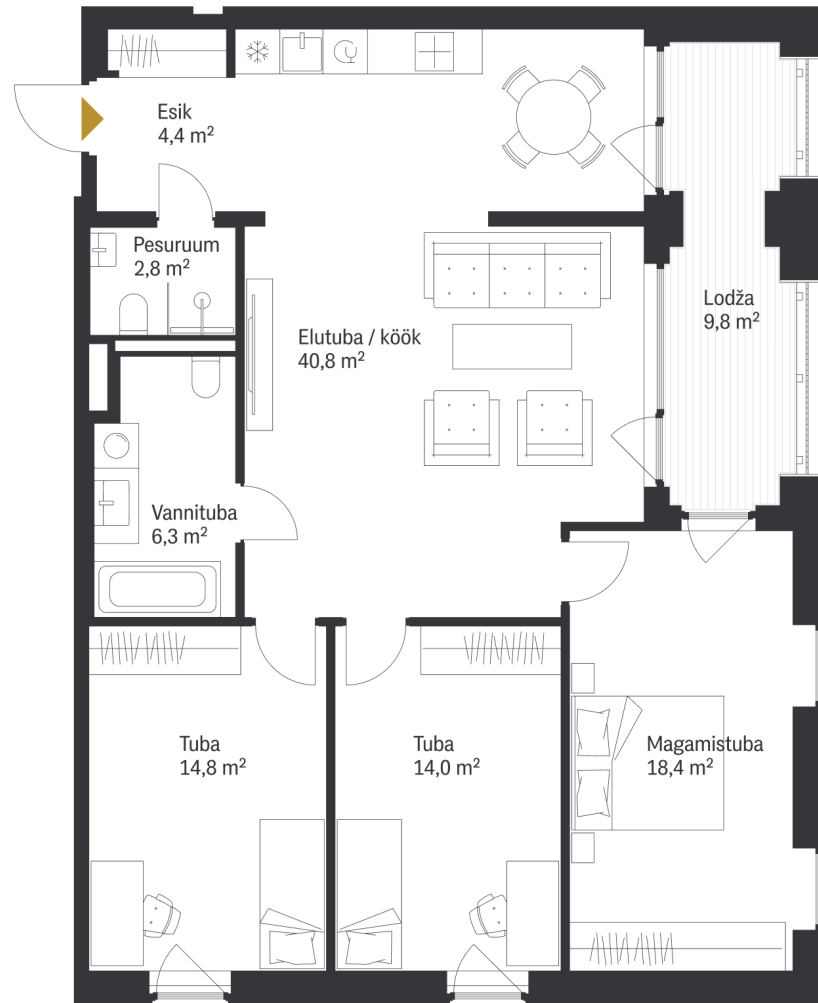 Esik
4,4 m²
Pesuruum
2,8 m²
Elutuba / köök
40,8 m²
Lodža
9,8 m²
Vannituba
6,3 m²
Tuba
14,8 m²
Tuba
14,0 m²
Magamistuba
18,4 m²